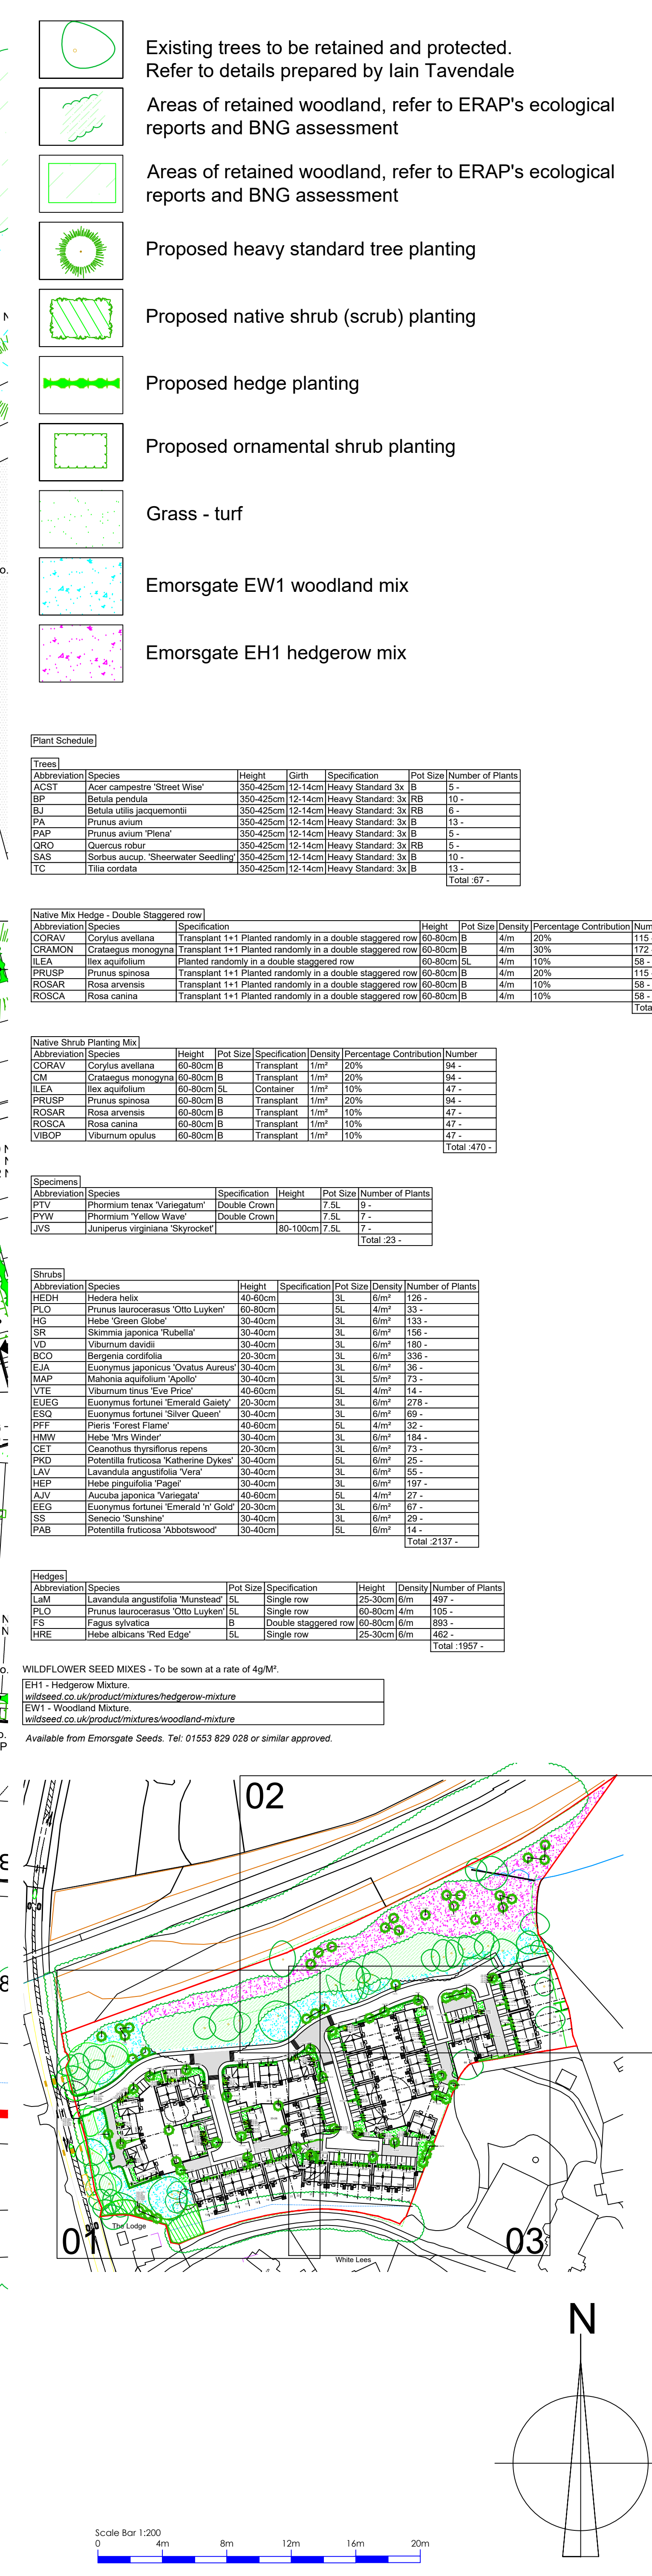 Existing trees to be retained and protected.
Refer to details prepared by Iain Tavendale
Areas of retained woodland, refer to ERAP's ecological
reports and BNG assessment
Areas of retained woodland, refer to ERAP's ecological
reports and BNG assessment
Proposed heavy standard tree planting
Proposed native shrub (scrub) planting
Proposed hedge planting
Proposed ornamental shrub planting
Grass - turf
Emorsgate EW1 woodland mix
Emorsgate EH1 hedgerow mix
Plant Schedule
Trees
Abbreviation Species Height Girth Specification Pot Size Number of Plants
ACST Acer campestre 'Street Wise' 350-425cm 12-14cm Heavy Standard 3x B 5 -
BP Betula pendula 350-425cm 12-14cm Heavy Standard: 3x RB 10 -
BJ Betula utilis jacquemontii 350-425cm 12-14cm Heavy Standard: 3x RB 6 -
PA Prunus avium 350-425cm 12-14cm Heavy Standard: 3x B 13 -
PAP Prunus avium 'Plena' 350-425cm 12-14cm Heavy Standard: 3x B 5 -
QRO Quercus robur 350-425cm 12-14cm Heavy Standard: 3x RB 5 -
SAS Sorbus aucup. 'Sheerwater Seedling' 350-425cm 12-14cm Heavy Standard: 3x B 10 -
TC Tilia cordata 350-425cm 12-14cm Heavy Standard: 3x B 13 -
Total :67 -
Native Mix Hedge - Double Staggered row
Abbreviation Species Specification Height Pot Size Density Percentage Contribution Num
CORAV Corylus avellana Transplant 1+1 Planted randomly in a double staggered row 60-80cm B 4/m 20% 115 -
CRAMON Crataegus monogyna Transplant 1+1 Planted randomly in a double staggered row 60-80cm B 4/m 30% 172 -
ILEA Ilex aquifolium Planted randomly in a double staggered row 60-80cm 5L 4/m 10% 58 -
PRUSP Prunus spinosa Transplant 1+1 Planted randomly in a double staggered row 60-80cm B 4/m 20% 115 -
ROSAR Rosa arvensis Transplant 1+1 Planted randomly in a double staggered row 60-80cm B 4/m 10% 58 -
ROSCA Rosa canina Transplant 1+1 Planted randomly in a double staggered row 60-80cm B 4/m 10% 58 -
Tota
Native Shrub Planting Mix
Abbreviation Species Height Pot Size Specification Density Percentage Contribution Number
CORAV Corylus avellana 60-80cm B Transplant 1/m² 20% 94 -
CM Crataegus monogyna 60-80cm B Transplant 1/m² 20% 94 -
ILEA Ilex aquifolium 60-80cm 5L Container 1/m² 10% 47 -
PRUSP Prunus spinosa 60-80cm B Transplant 1/m² 20% 94 -
ROSAR Rosa arvensis 60-80cm B Transplant 1/m² 10% 47 -
ROSCA Rosa canina 60-80cm B Transplant 1/m² 10% 47 -
VIBOP Viburnum opulus 60-80cm B Transplant 1/m² 10% 47 -
Total :470 -
Specimens
Abbreviation Species Specification Height Pot Size Number of Plants
PTV Phormium tenax 'Variegatum' Double Crown 7.5L 9 -
PYW Phormium 'Yellow Wave' Double Crown 7.5L 7 -
JVS Juniperus virginiana 'Skyrocket' 80-100cm 7.5L 7 -
Total :23 -
Shrubs
Abbreviation Species Height Specification Pot Size Density Number of Plants
HEDH Hedera helix 40-60cm 3L 6/m² 126 -
PLO Prunus laurocerasus 'Otto Luyken' 60-80cm 5L 4/m² 33 -
HG Hebe 'Green Globe' 30-40cm 3L 6/m² 133 -
SR Skimmia japonica 'Rubella' 30-40cm 3L 6/m² 156 -
VD Viburnum davidii 30-40cm 3L 6/m² 180 -
BCO Bergenia cordifolia 20-30cm 3L 6/m² 336 -
EJA Euonymus japonicus 'Ovatus Aureus' 30-40cm 3L 6/m² 36 -
MAP Mahonia aquifolium 'Apollo' 30-40cm 3L 5/m² 73 -
VTE Viburnum tinus 'Eve Price' 40-60cm 5L 4/m² 14 -
EUEG Euonymus fortunei 'Emerald Gaiety' 20-30cm 3L 6/m² 278 -
ESQ Euonymus fortunei 'Silver Queen' 30-40cm 3L 6/m² 69 -
PFF Pieris 'Forest Flame' 40-60cm 5L 4/m² 32 -
HMW Hebe 'Mrs Winder' 30-40cm 3L 6/m² 184 -
CET Ceanothus thyrsiflorus repens 20-30cm 3L 6/m² 73 -
PKD Potentilla fruticosa 'Katherine Dykes' 30-40cm 5L 6/m² 25 -
LAV Lavandula angustifolia 'Vera' 30-40cm 3L 6/m² 55 -
HEP Hebe pinguifolia 'Pagei' 30-40cm 3L 6/m² 197 -
AJV Aucuba japonica 'Variegata' 40-60cm 5L 4/m² 27 -
EEG Euonymus fortunei 'Emerald 'n' Gold' 20-30cm 3L 6/m² 67 -
SS Senecio 'Sunshine' 30-40cm 3L 6/m² 29 -
PAB Potentilla fruticosa 'Abbotswood' 30-40cm 5L 6/m² 14 -
Total :2137 -
Hedges
Abbreviation Species Pot Size Specification Height Density Number of Plants
LaM Lavandula angustifolia 'Munstead' 5L Single row 25-30cm 6/m 497 -
PLO Prunus laurocerasus 'Otto Luyken' 5L Single row 60-80cm 4/m 105 -
FS Fagus sylvatica B Double staggered row 60-80cm 6/m 893 -
HRE Hebe albicans 'Red Edge' 5L Single row 25-30cm 6/m 462 -
Total :1957 -
WILDFLOWER SEED MIXES - To be sown at a rate of 4g/M².
EH1 - Hedgerow Mixture.
wildseed.co.uk/product/mixtures/hedgerow-mixture
EW1 - Woodland Mixture.
wildseed.co.uk/product/mixtures/woodland-mixture
Available from Emorsgate Seeds. Tel: 01553 829 028 or similar approved.
02
The Lodge
01
03
White Lees
N
Scale Bar 1:200
0 4m 8m 12m 16m 20m